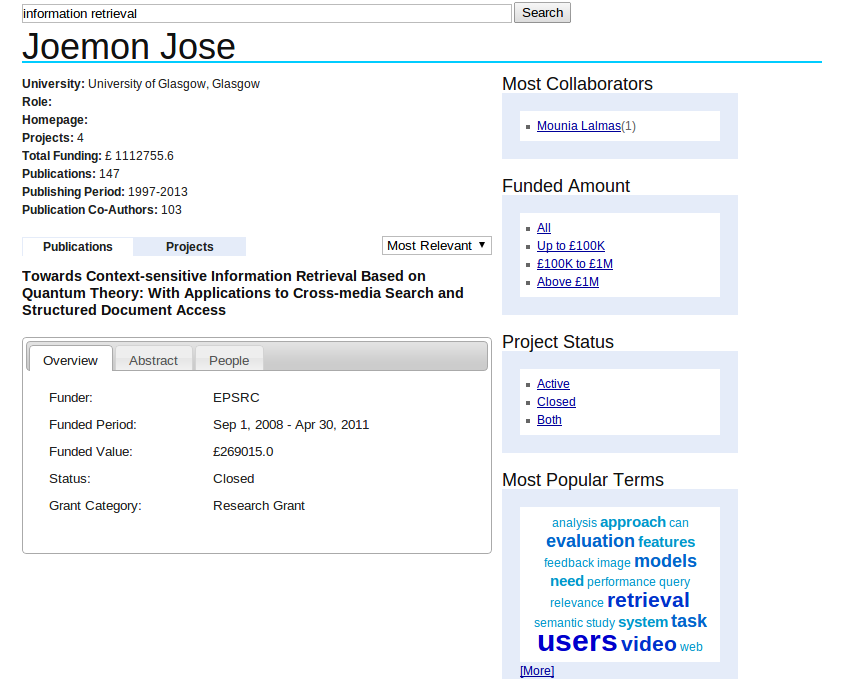 information retrieval
Search
Joemon Jose
University: University of Glasgow, Glasgow
Role:
Homepage:
Projects: 4
Total Funding: £ 1112755.6
Publications: 147
Publishing Period: 1997-2013
Publication Co-Authors: 103
Publications Projects Most Relevant
Towards Context-sensitive Information Retrieval Based on
Quantum Theory: With Applications to Cross-media Search and
Structured Document Access
Overview Abstract People
Funder: EPSRC
Funded Period: Sep 1, 2008 - Apr 30, 2011
Funded Value: £269015.0
Status: Closed
Grant Category: Research Grant
Most Collaborators
Mounia Lalmas(1)
Funded Amount
All
Up to £100K
£100K to £1M
Above £1M
Project Status
Active
Closed
Both
Most Popular Terms
analysis approach can
evaluation features
feedback image models
need performance query
relevance retrieval
semantic study system task
users video web
[More]